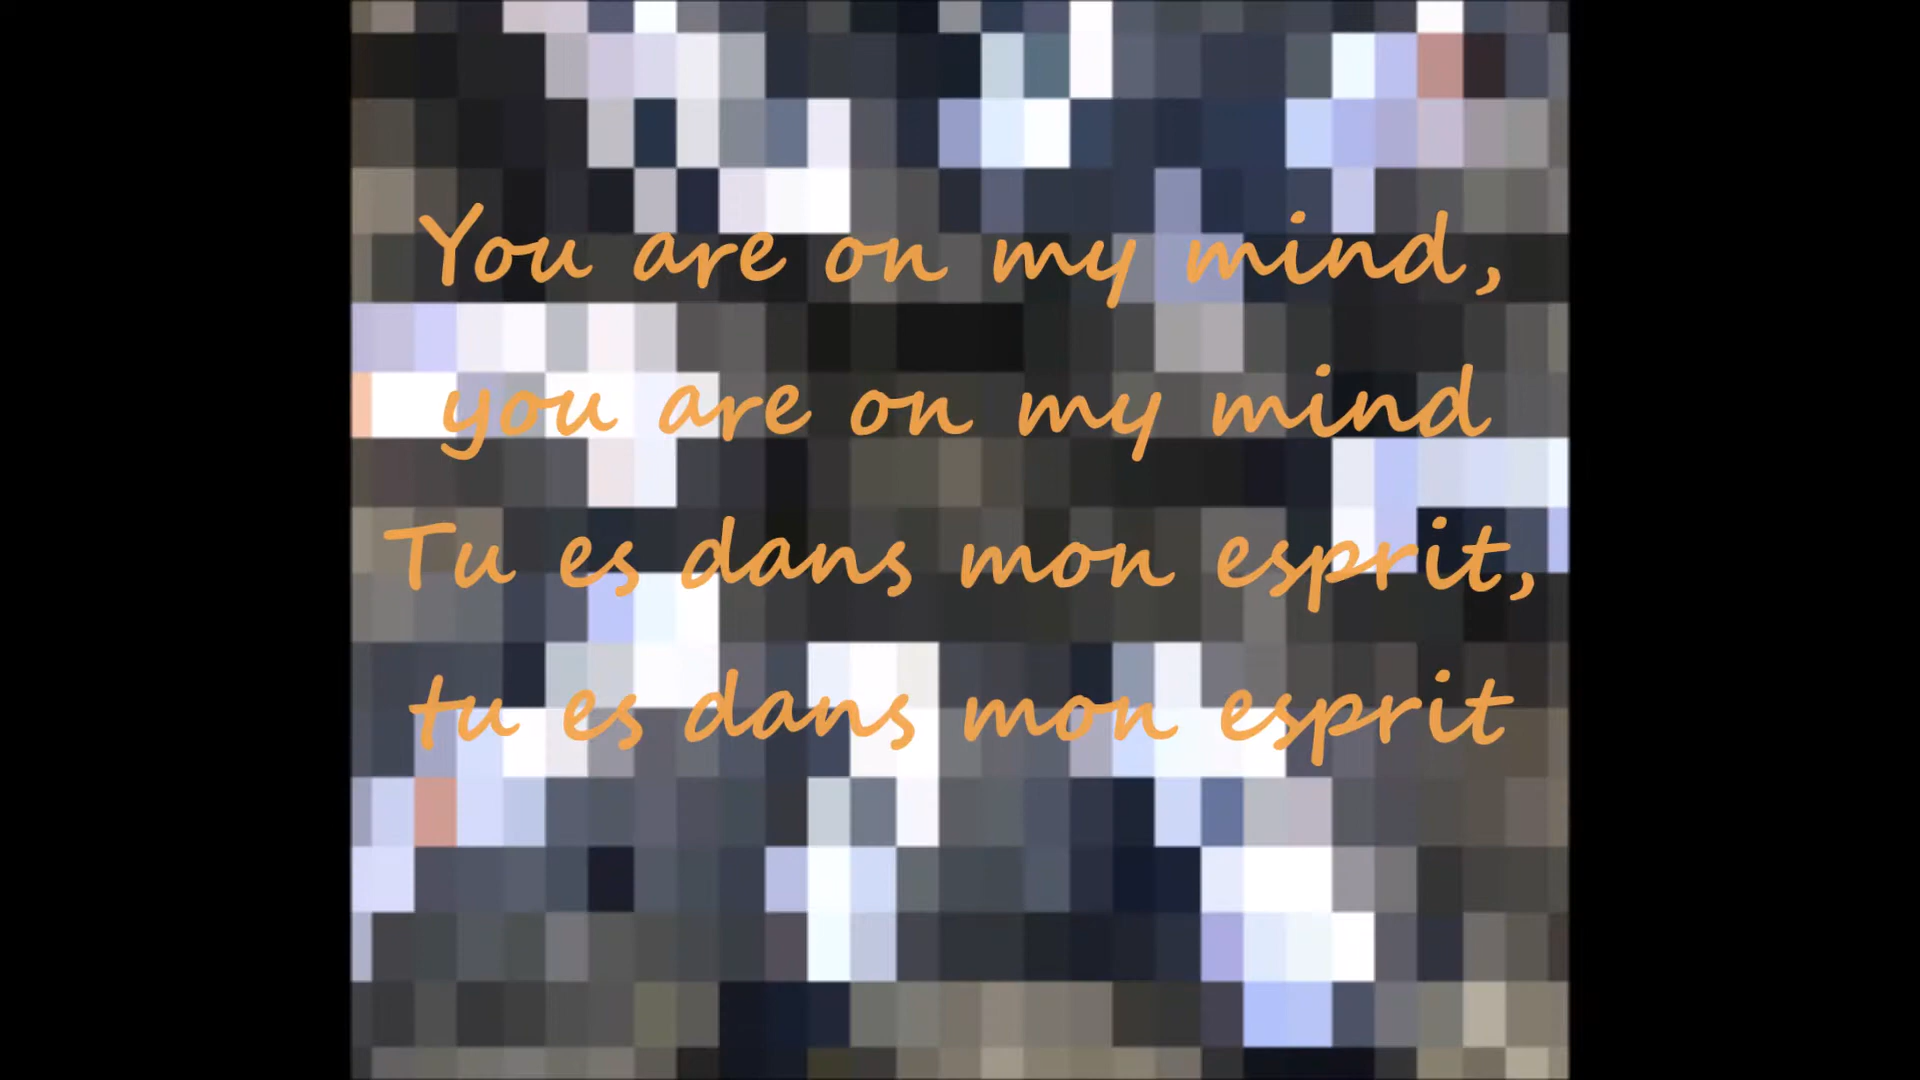 You are on my mind,
you are on my mind
Tu es dans mon esprit,
tu es dans mon esprit